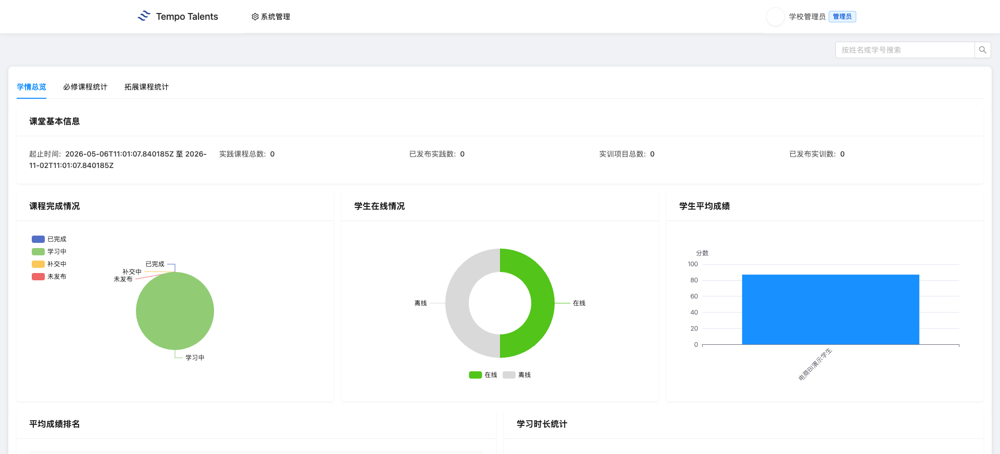 Tempo Talents
系统管理
学校管理员 管理员
按姓名或学号搜索
学情总览 必修课程统计 拓展课程统计
课堂基本信息
起止时间: 2026-05-06T11:01:07.840185Z 至 2026-
11-02T11:01:07.840185Z
实践课程总数: 0
已发布实践数: 0
实训项目总数: 0
已发布实训数: 0
课程完成情况
已完成
学习中
补交中
未发布
已完成
补交中
未发布
学习中
学生在线情况
离线
在线
在线 离线
学生平均成绩
分数
100
80
60
40
20
0
电商BI演示学生
平均成绩排名
学习时长统计